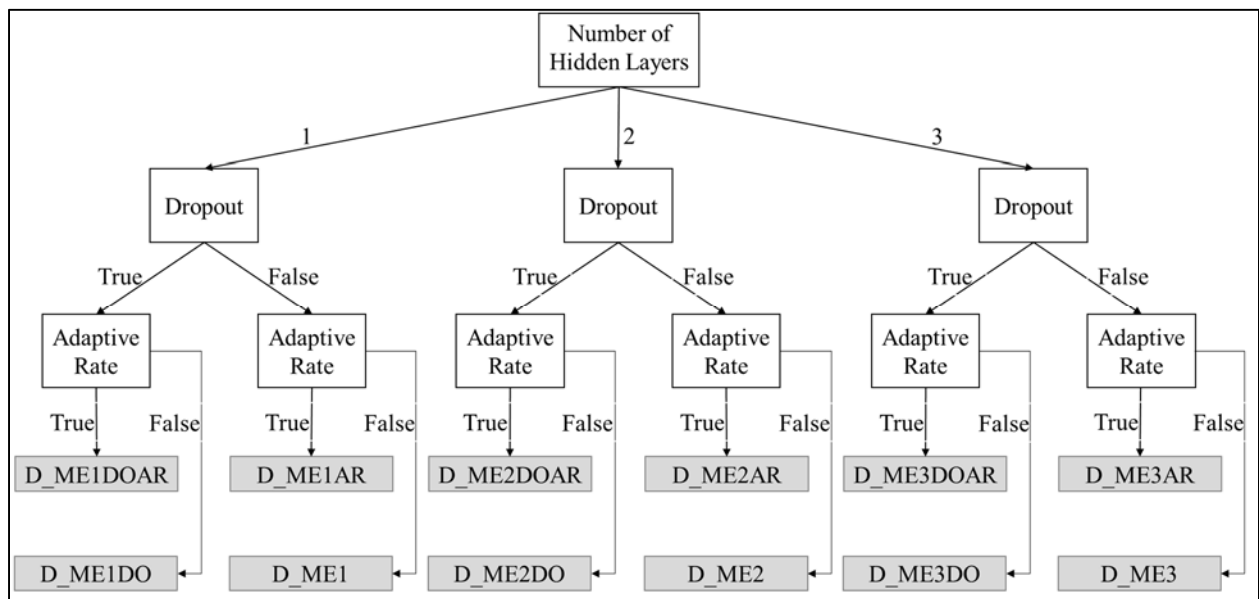 Number of
Hidden Layers
1
2
3
Dropout
Dropout
Dropout
True
False
True
False
True
False
Adaptive
Rate
Adaptive
Rate
Adaptive
Rate
Adaptive
Rate
Adaptive
Rate
Adaptive
Rate
True
False
True
False
True
False
True
False
True
False
True
False
D_ME1DOAR
D_ME1AR
D_ME2DOAR
D_ME2AR
D_ME3DOAR
D_ME3AR
D_ME1DO
D_ME1
D_ME2DO
D_ME2
D_ME3DO
D_ME3